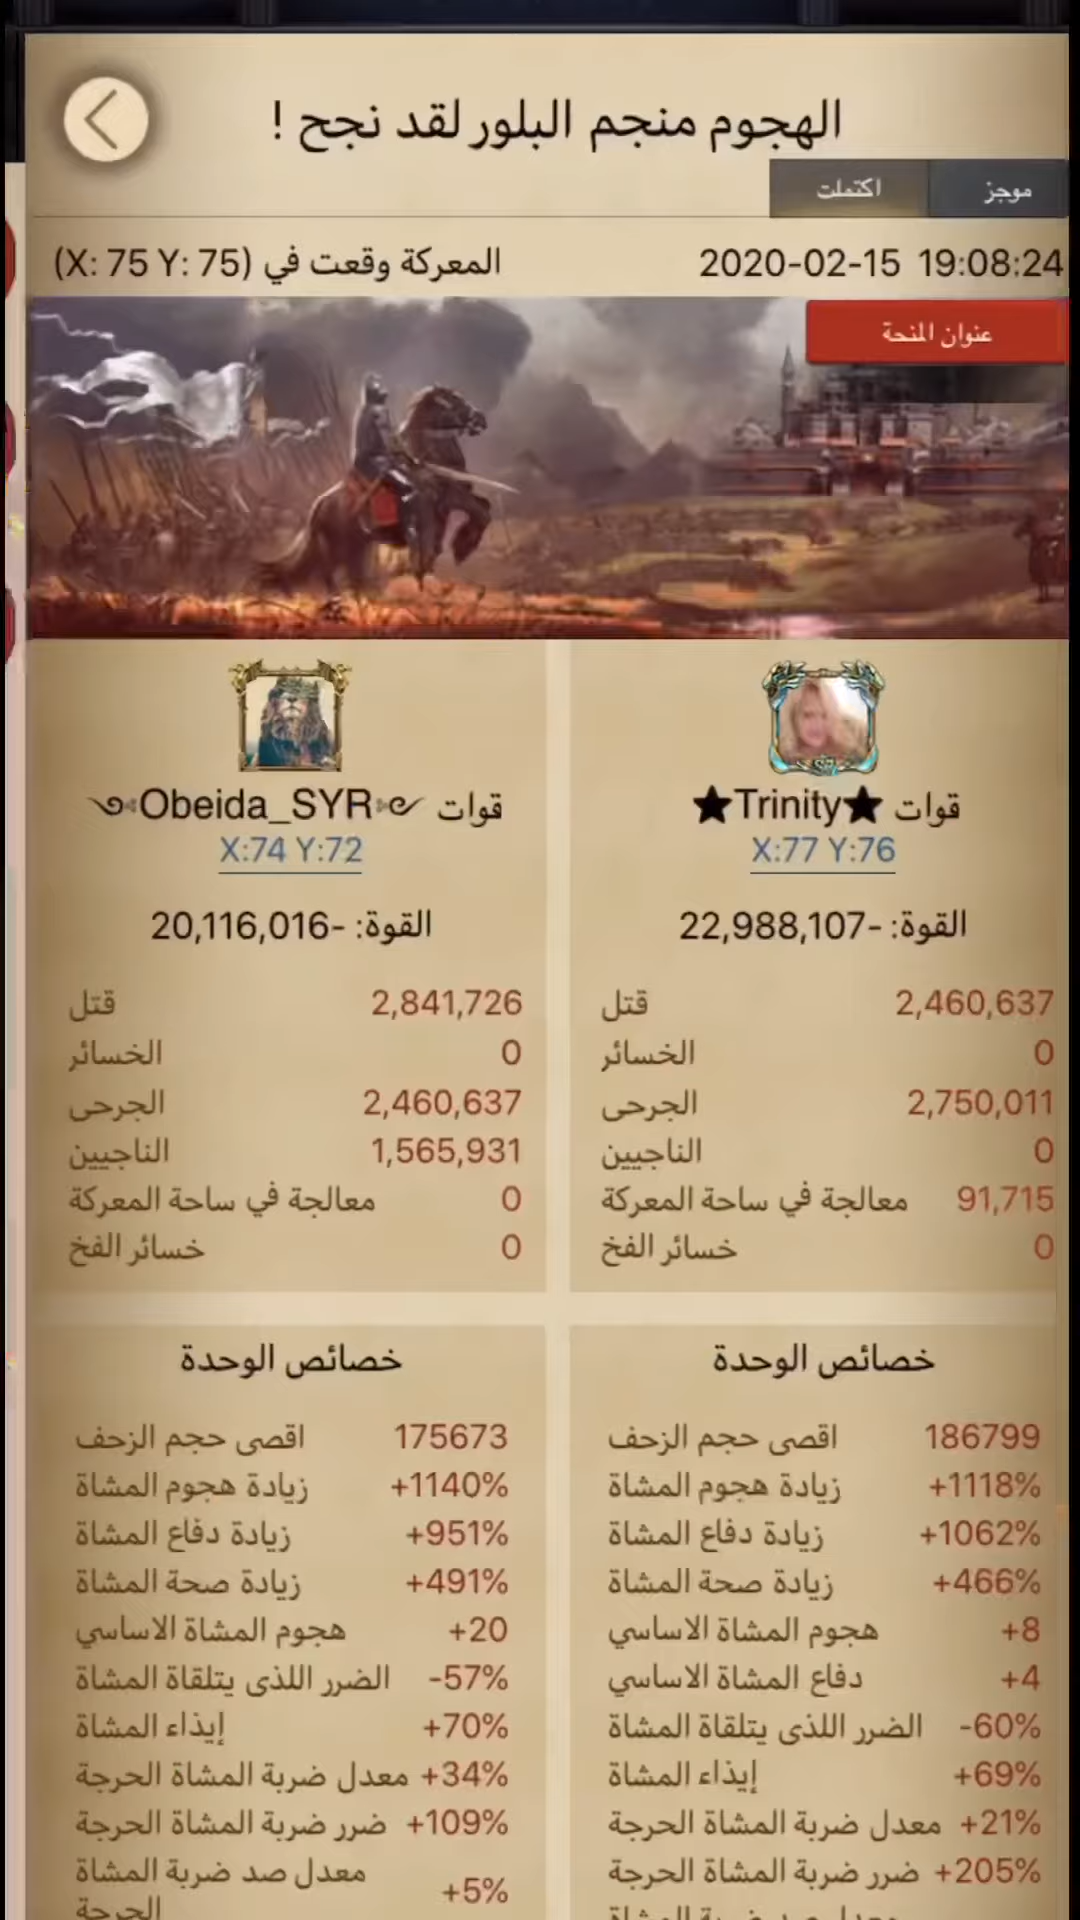 الهجوم منجم البلور لقد نجح !
موجز
اكتملت
2020-02-15 19:08:24
المعركة وقعت في (X: 75 Y: 75)
عنوان المنحة
قوات Obeida_SYR
X:74 Y:72
القوة: -20,116,016
قتل 2,841,726
الخسائر 0
الجرحى 2,460,637
الناجيين 1,565,931
معالجة في ساحة المعركة 0
خسائر الفخ 0
قوات ★Trinity★
X:77 Y:76
القوة: -22,988,107
قتل 2,460,637
الخسائر 0
الجرحى 2,750,011
الناجيين 0
معالجة في ساحة المعركة 91,715
خسائر الفخ 0
خصائص الوحدة
اقصى حجم الزحف 175673
زيادة هجوم المشاة +1140%
زيادة دفاع المشاة +951%
زيادة صحة المشاة +491%
هجوم المشاة الاساسي +20
الضرر اللذى يتلقاة المشاة -57%
إيذاء المشاة +70%
معدل ضربة المشاة الحرجة +34%
ضرر ضربة المشاة الحرجة +109%
معدل صد ضربة المشاة
الحرجة +5%
خصائص الوحدة
اقصى حجم الزحف 186799
زيادة هجوم المشاة +1118%
زيادة دفاع المشاة +1062%
زيادة صحة المشاة +466%
هجوم المشاة الاساسي +8
دفاع المشاة الاساسي +4
الضرر اللذى يتلقاة المشاة -60%
إيذاء المشاة +69%
معدل ضربة المشاة الحرجة +21%
ضرر ضربة المشاة الحرجة +205%